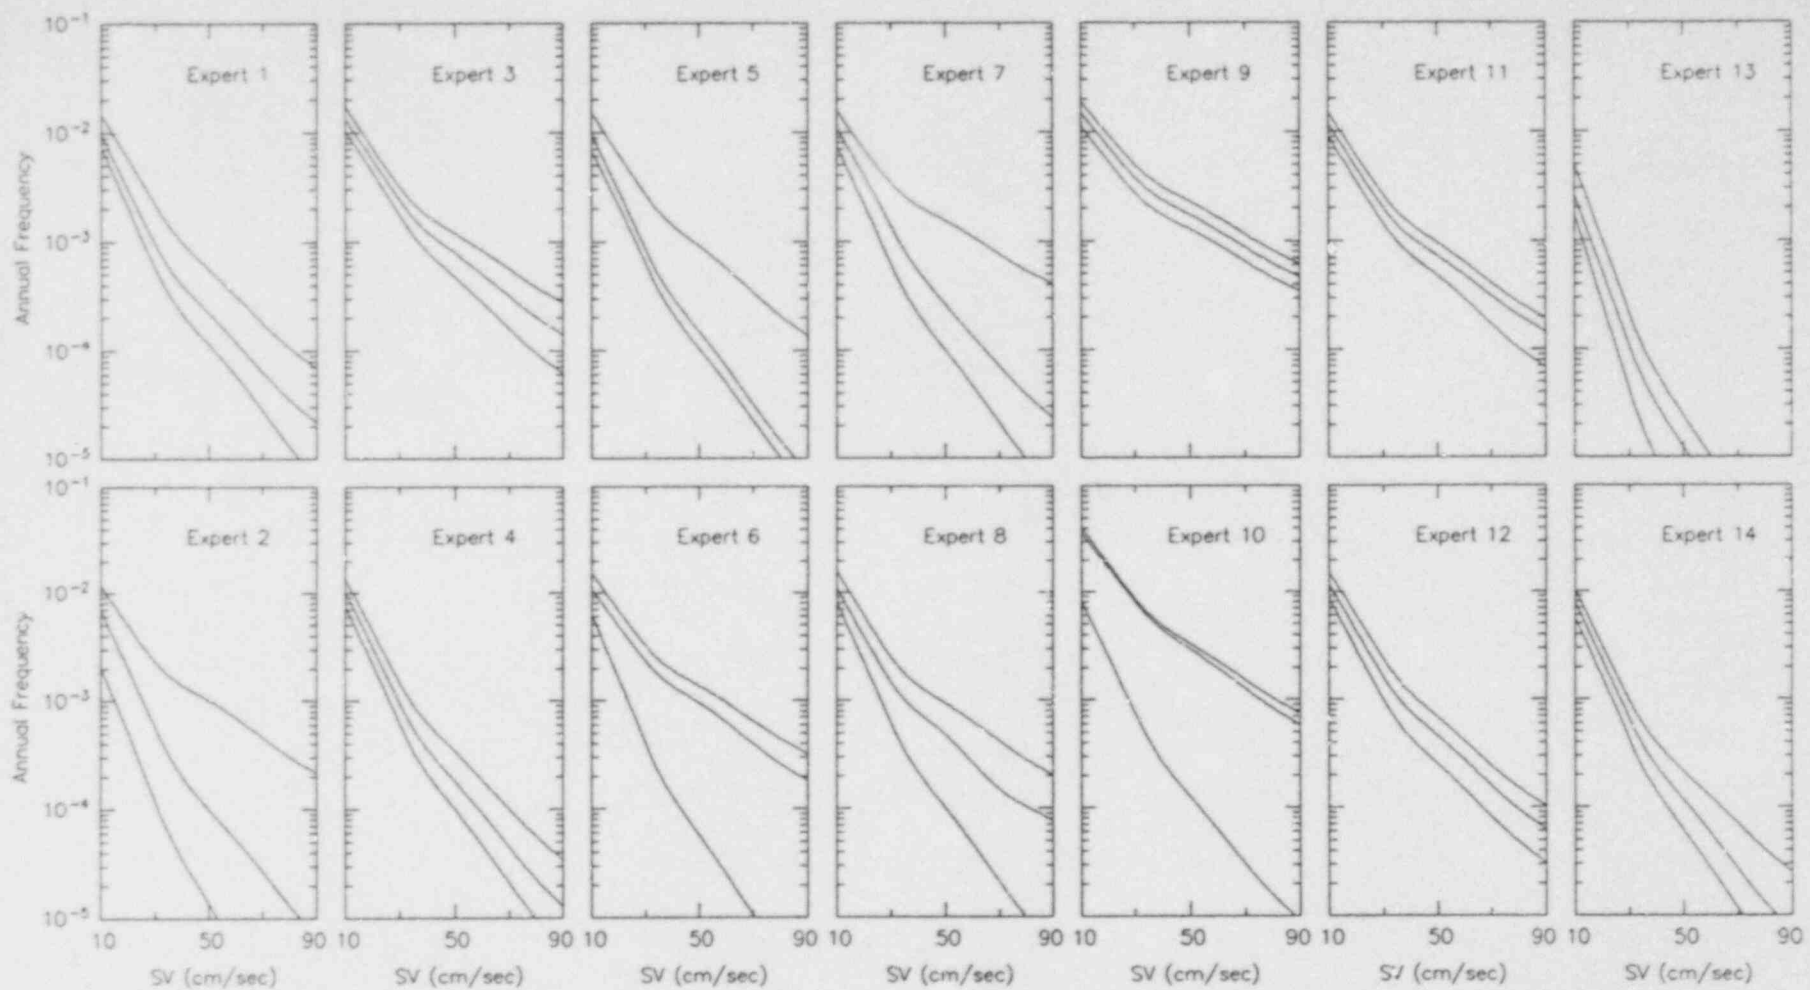 10⁻¹
Expert 1 Expert 3 Expert 5 Expert 7 Expert 9 Expert 11 Expert 13
10⁻²
Annual Frequency
10⁻³
10⁻⁴
10⁻⁵
10⁻¹
Expert 2 Expert 4 Expert 6 Expert 8 Expert 10 Expert 12 Expert 14
10⁻²
Annual Frequency
10⁻³
10⁻⁴
10⁻⁵
10 50 90 10 50 90 10 50 90 10 50 90 10 50 90 10 50 90 10 50 90
SV (cm/sec) SV (cm/sec) SV (cm/sec) SV (cm/sec) SV (cm/sec) SV (cm/sec) SV (cm/sec)